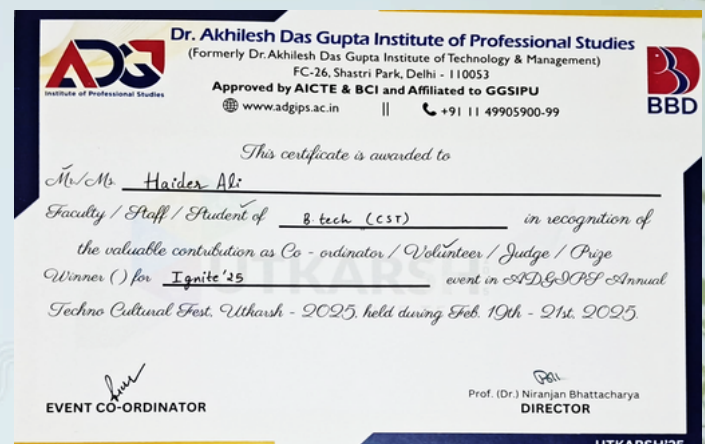 Dr. Akhilesh Das Gupta Institute of Professional Studies
(Formerly Dr. Akhilesh Das Gupta Institute of Technology & Management)
FC-26, Shastri Park, Delhi - 110053
Approved by AICTE & BCI and Affiliated to GGSIPU
www.adgips.ac.in || +91 11 49905900-99
ADG
Institute of Professional Studies
BBD
This certificate is awarded to
Mr/Ms. Haider Ali
Faculty / Staff / Student of B.tech (CST) in recognition of
the valuable contribution as Co - ordinator / Volunteer / Judge / Prize
Winner ( ) for Ignite'25 event in ADGIPS Annual
Techno Cultural Fest, Utkarsh - 2025, held during Feb. 19th - 21st, 2025.
UTKARSH
EVENT CO-ORDINATOR
Prof. (Dr.) Niranjan Bhattacharya
DIRECTOR
UTKARSH'25